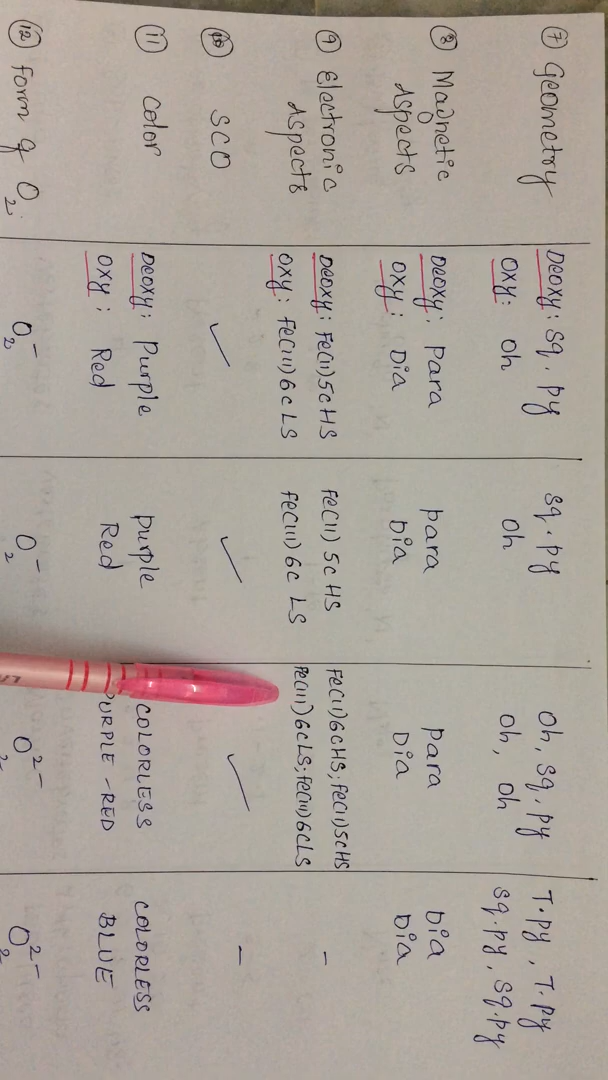 ⑦ Geometry
Deoxy: Sq. py
Oxy: Oh
Sq. py
Oh
Oh, Sq. py
Oh, Oh
T.py, T.py
Sq.py, Sq.py
⑧ Magnetic
Aspects
Deoxy: Para
Oxy: Dia
Para
Dia
Para
Dia
Dia
Dia
⑨ Electronic
Aspects
Deoxy: Fe(II) 5C HS
Oxy: Fe(III) 6C LS
Fe(II) 5C HS
Fe(III) 6C LS
Fe(II) 6C HS; Fe(II) 5C HS
Fe(III) 6C LS; Fe(III) 6C LS
-
⑩ SCO
✓
✓
✓
-
⑪ Color
Deoxy: Purple
Oxy: Red
Purple
Red
COLORLESS
PURPLE-RED
COLORLESS
BLUE
⑫ Form of O₂
O₂⁻
O₂⁻
O₂²⁻
O₂²⁻